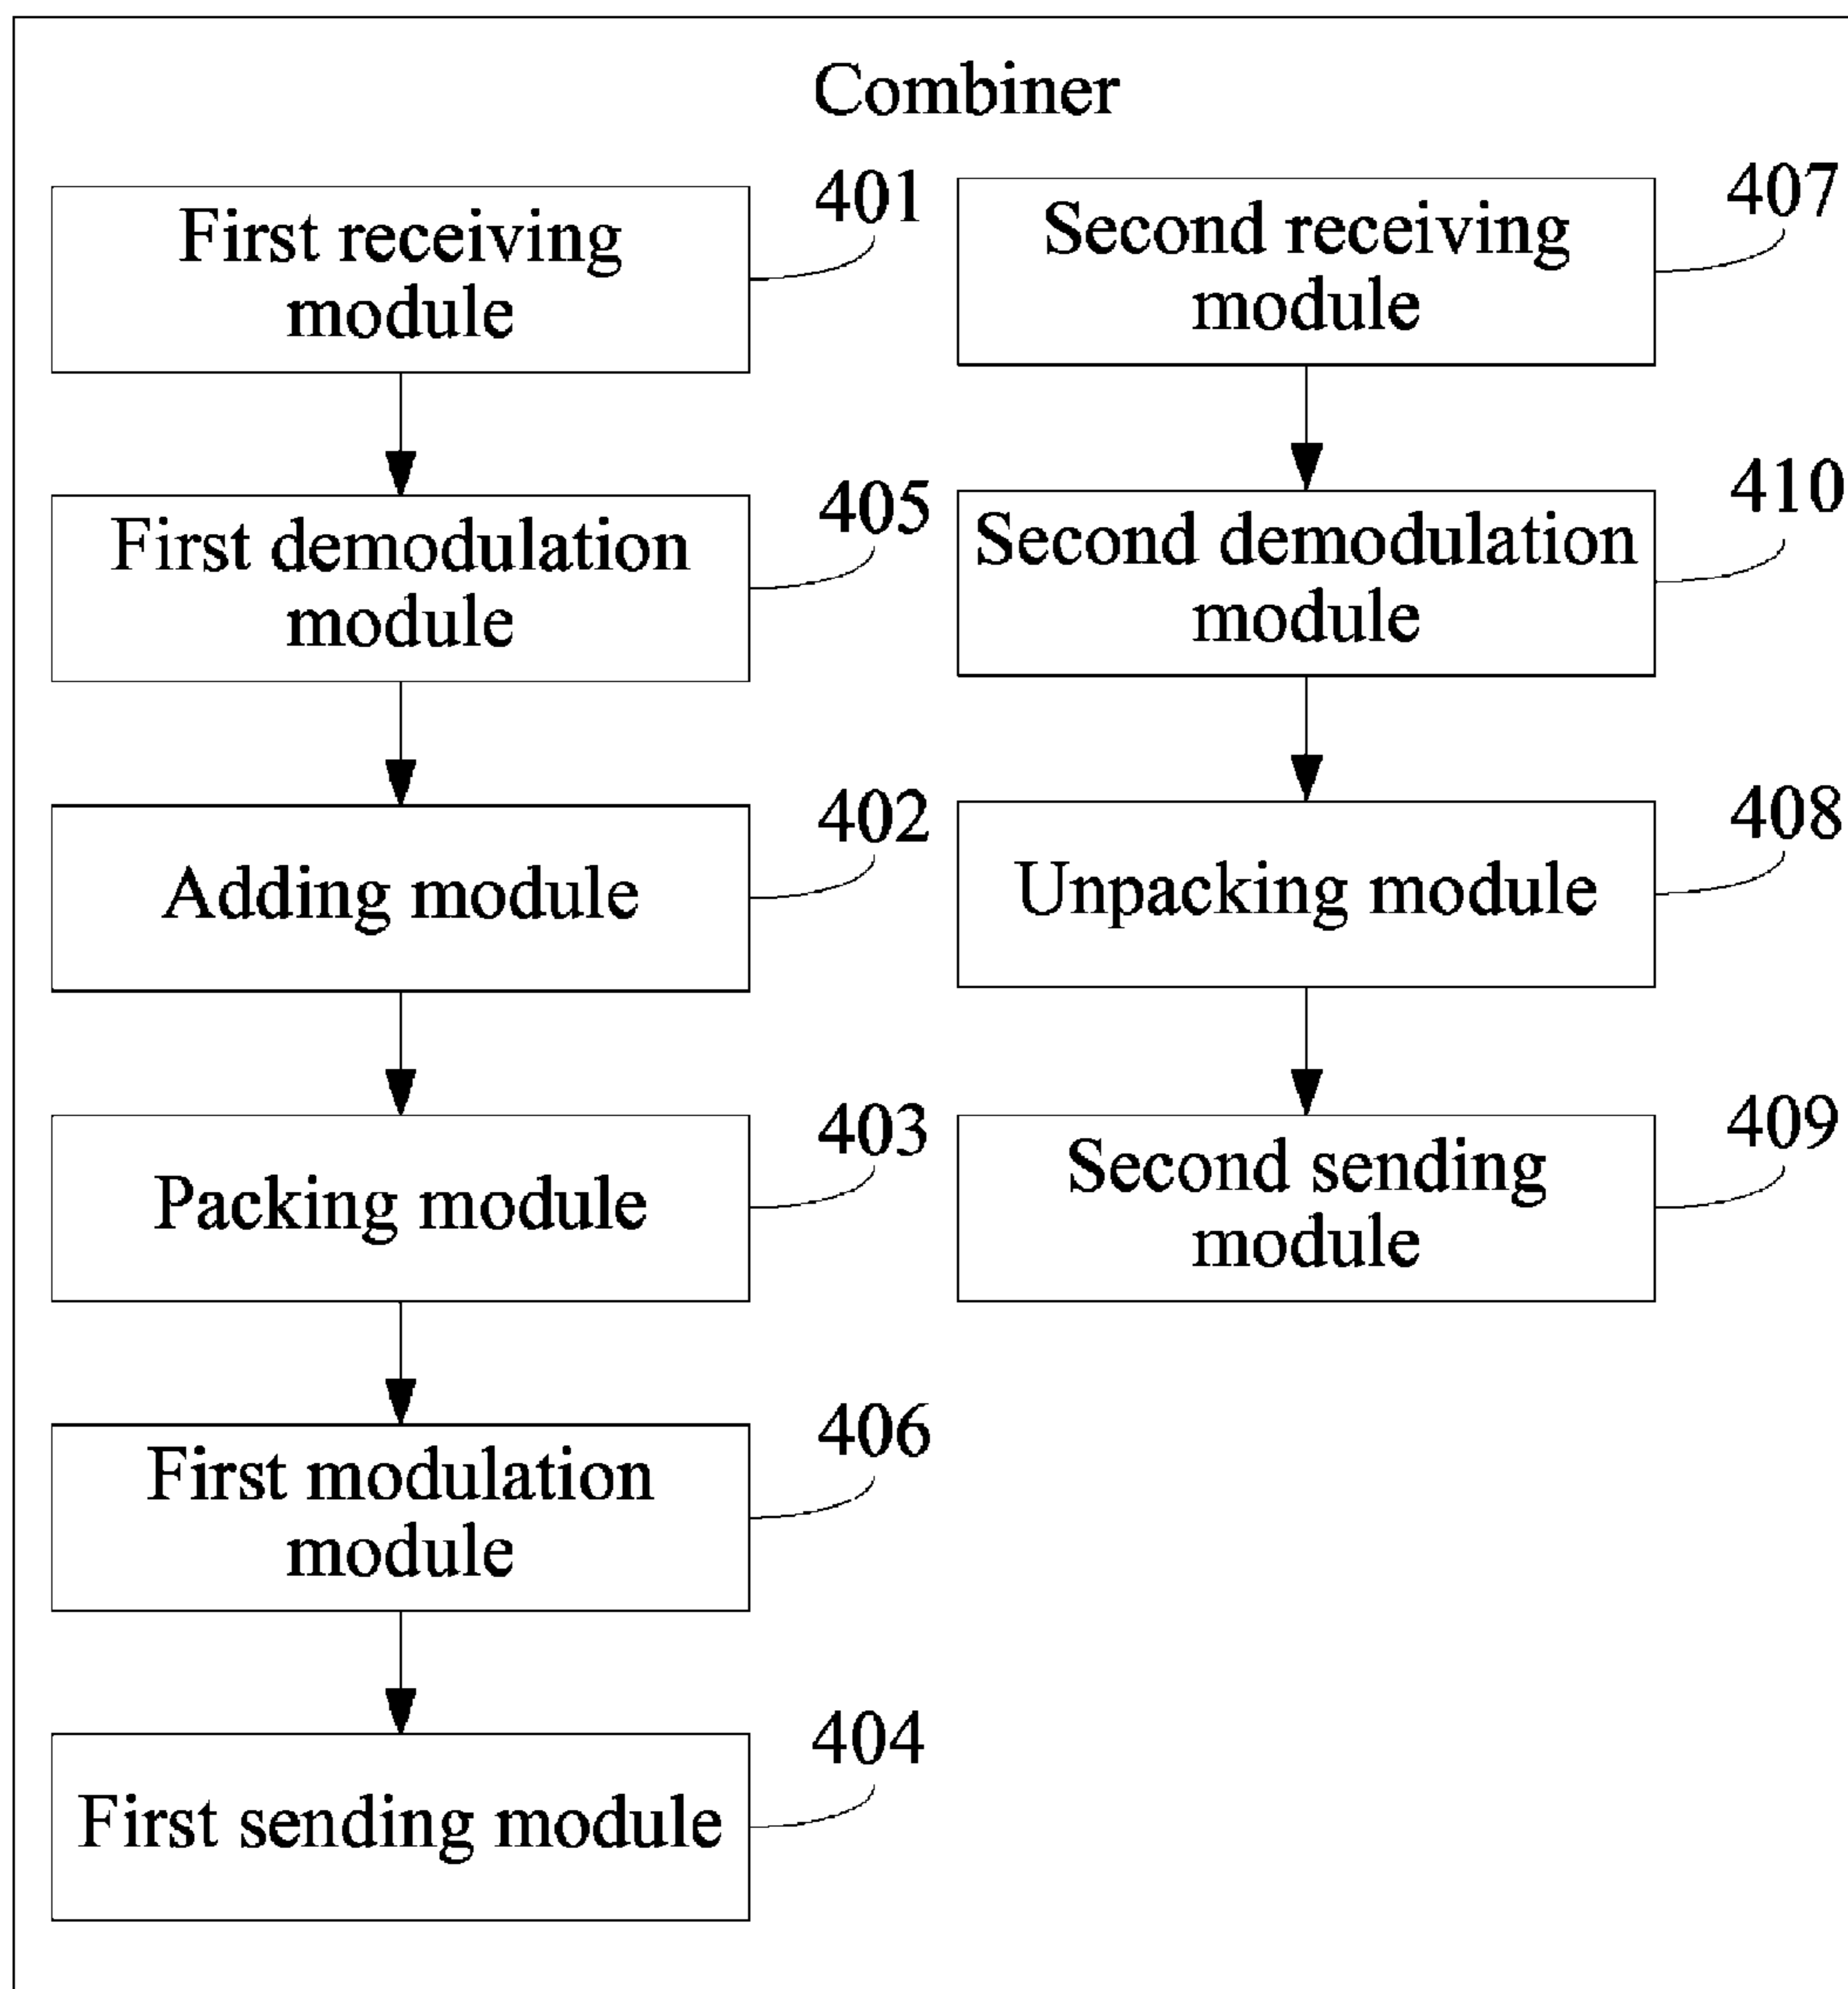 Combiner
First receiving
module
401
First demodulation
module
405
Adding module
402
Packing module
403
First modulation
module
406
First sending module
404
Second receiving
module
407
Second demodulation
module
410
Unpacking module
408
Second sending
module
409